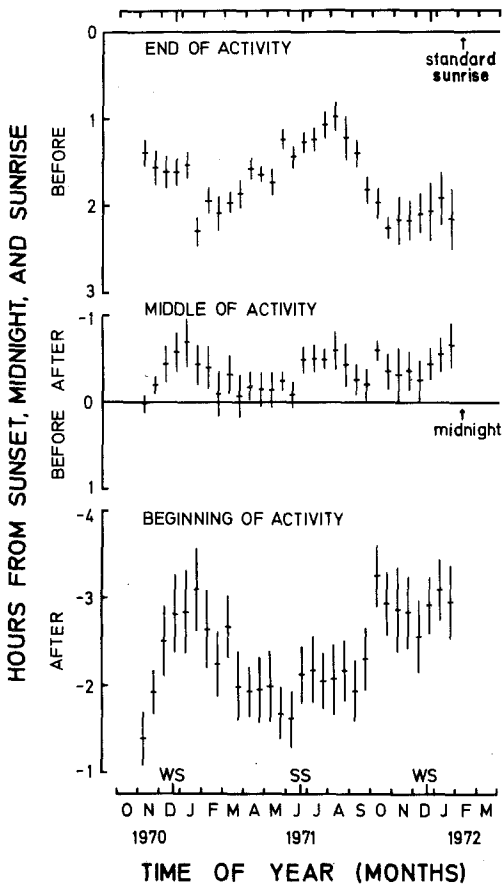 0
END OF ACTIVITY
↑
standard
sunrise
1
2
3
BEFORE
-1
MIDDLE OF ACTIVITY
0
↑
midnight
1
AFTER
BEFORE
-4
BEGINNING OF ACTIVITY
-3
-2
-1
AFTER
WS
SS
WS
HOURS FROM SUNSET, MIDNIGHT, AND SUNRISE
O N D J F M A M J J A S O N D J F M
1970
1971
1972
TIME OF YEAR (MONTHS)